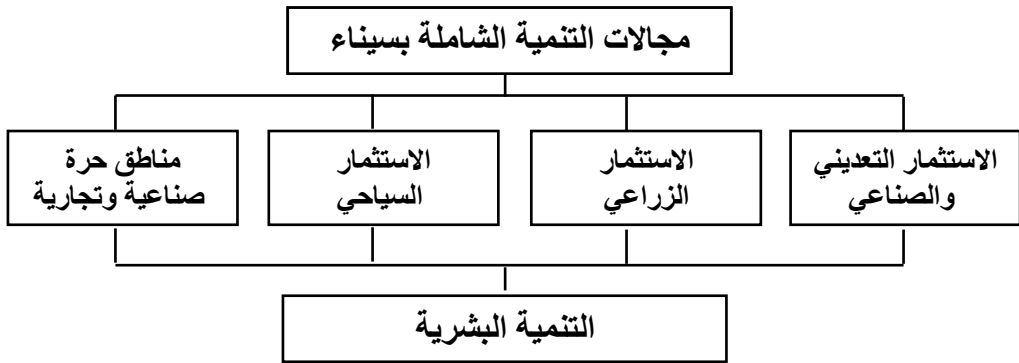 مجالات التنمية الشاملة بسيناء
الاستثمار التعديني
والصناعي
الاستثمار
الزراعي
الاستثمار
السياحي
مناطق حرة
صناعية وتجارية
التنمية البشرية